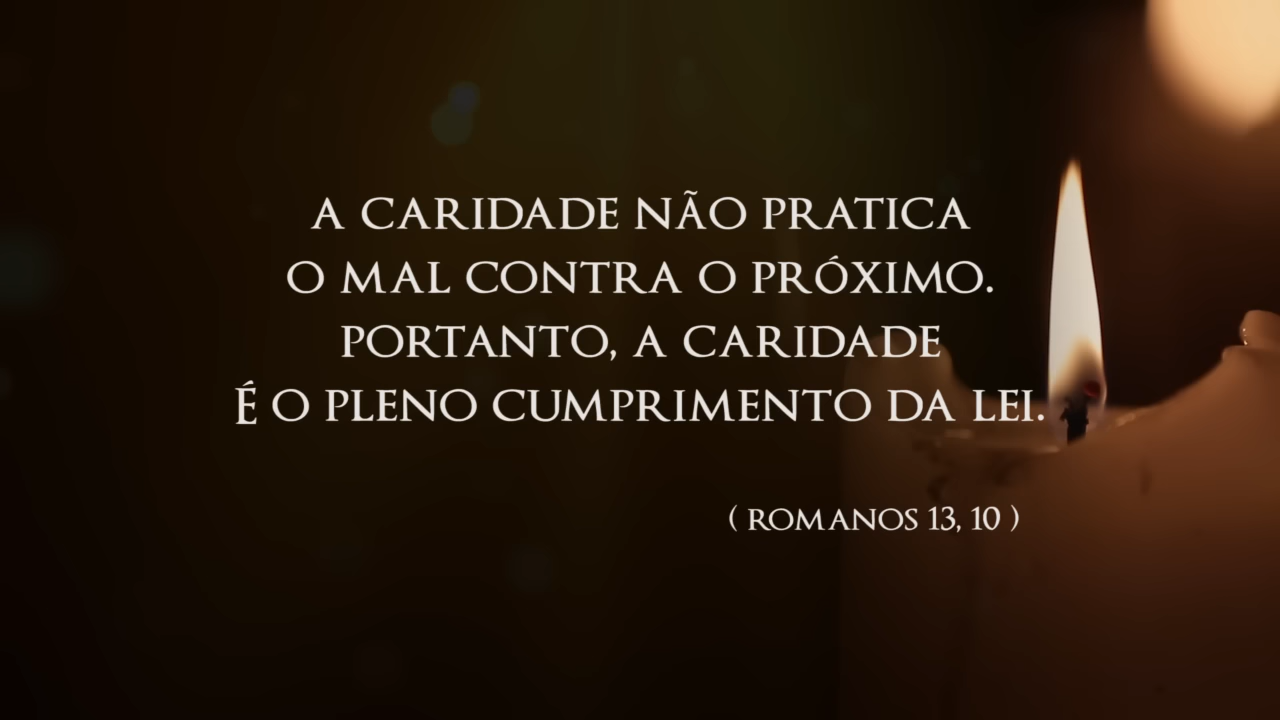 A CARIDADE NÃO PRATICA
O MAL CONTRA O PRÓXIMO.
PORTANTO, A CARIDADE
É O PLENO CUMPRIMENTO DA LEI.
( ROMANOS 13, 10 )